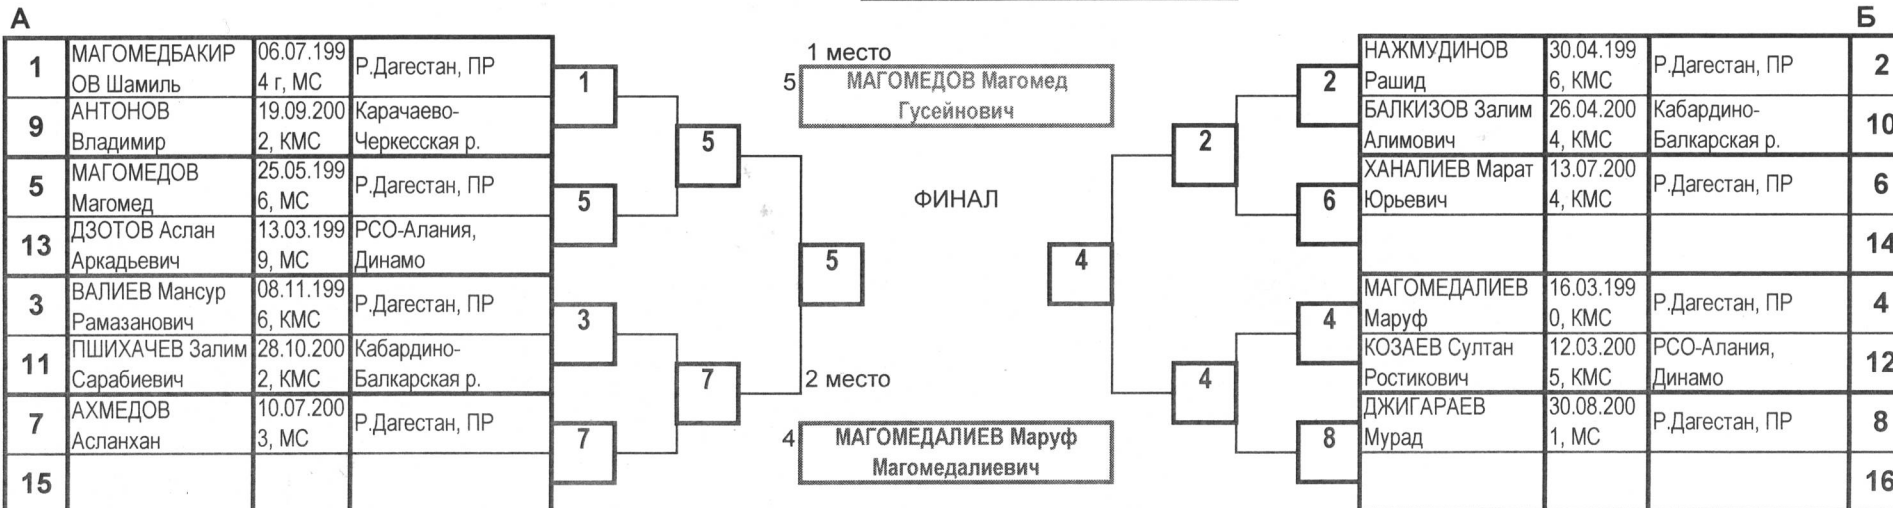 А
1
МАГОМЕДБАКИР
ОВ Шамиль
06.07.199
4 г, МС
Р.Дагестан, ПР
9
АНТОНОВ
Владимир
19.09.200
2, КМС
Карачаево-
Черкесская р.
5
МАГОМЕДОВ
Магомед
25.05.199
6, МС
Р.Дагестан, ПР
13
ДЗОТОВ Аслан
Аркадьевич
13.03.199
9, МС
РСО-Алания,
Динамо
3
ВАЛИЕВ Мансур
Рамазанович
08.11.199
6, КМС
Р.Дагестан, ПР
11
ПШИХАЧЕВ Залим
Сарабиевич
28.10.200
2, КМС
Кабардино-
Балкарская р.
7
АХМЕДОВ
Асланхан
10.07.200
3, МС
Р.Дагестан, ПР
15
1
5
3
7
5
7
5
1 место
5
МАГОМЕДОВ Магомед
Гусейнович
ФИНАЛ
2 место
4
МАГОМЕДАЛИЕВ Маруф
Магомедалиевич
4
2
4
2
6
4
8
Б
НАЖМУДИНОВ
Рашид
30.04.199
6, КМС
Р.Дагестан, ПР
2
БАЛКИЗОВ Залим
Алимович
26.04.200
4, КМС
Кабардино-
Балкарская р.
10
ХАНАЛИЕВ Марат
Юрьевич
13.07.200
4, КМС
Р.Дагестан, ПР
6
14
МАГОМЕДАЛИЕВ
Маруф
16.03.199
0, КМС
Р.Дагестан, ПР
4
КОЗАЕВ Султан
Ростикович
12.03.200
5, КМС
РСО-Алания,
Динамо
12
ДЖИГАРАЕВ
Мурад
30.08.200
1, МС
Р.Дагестан, ПР
8
16